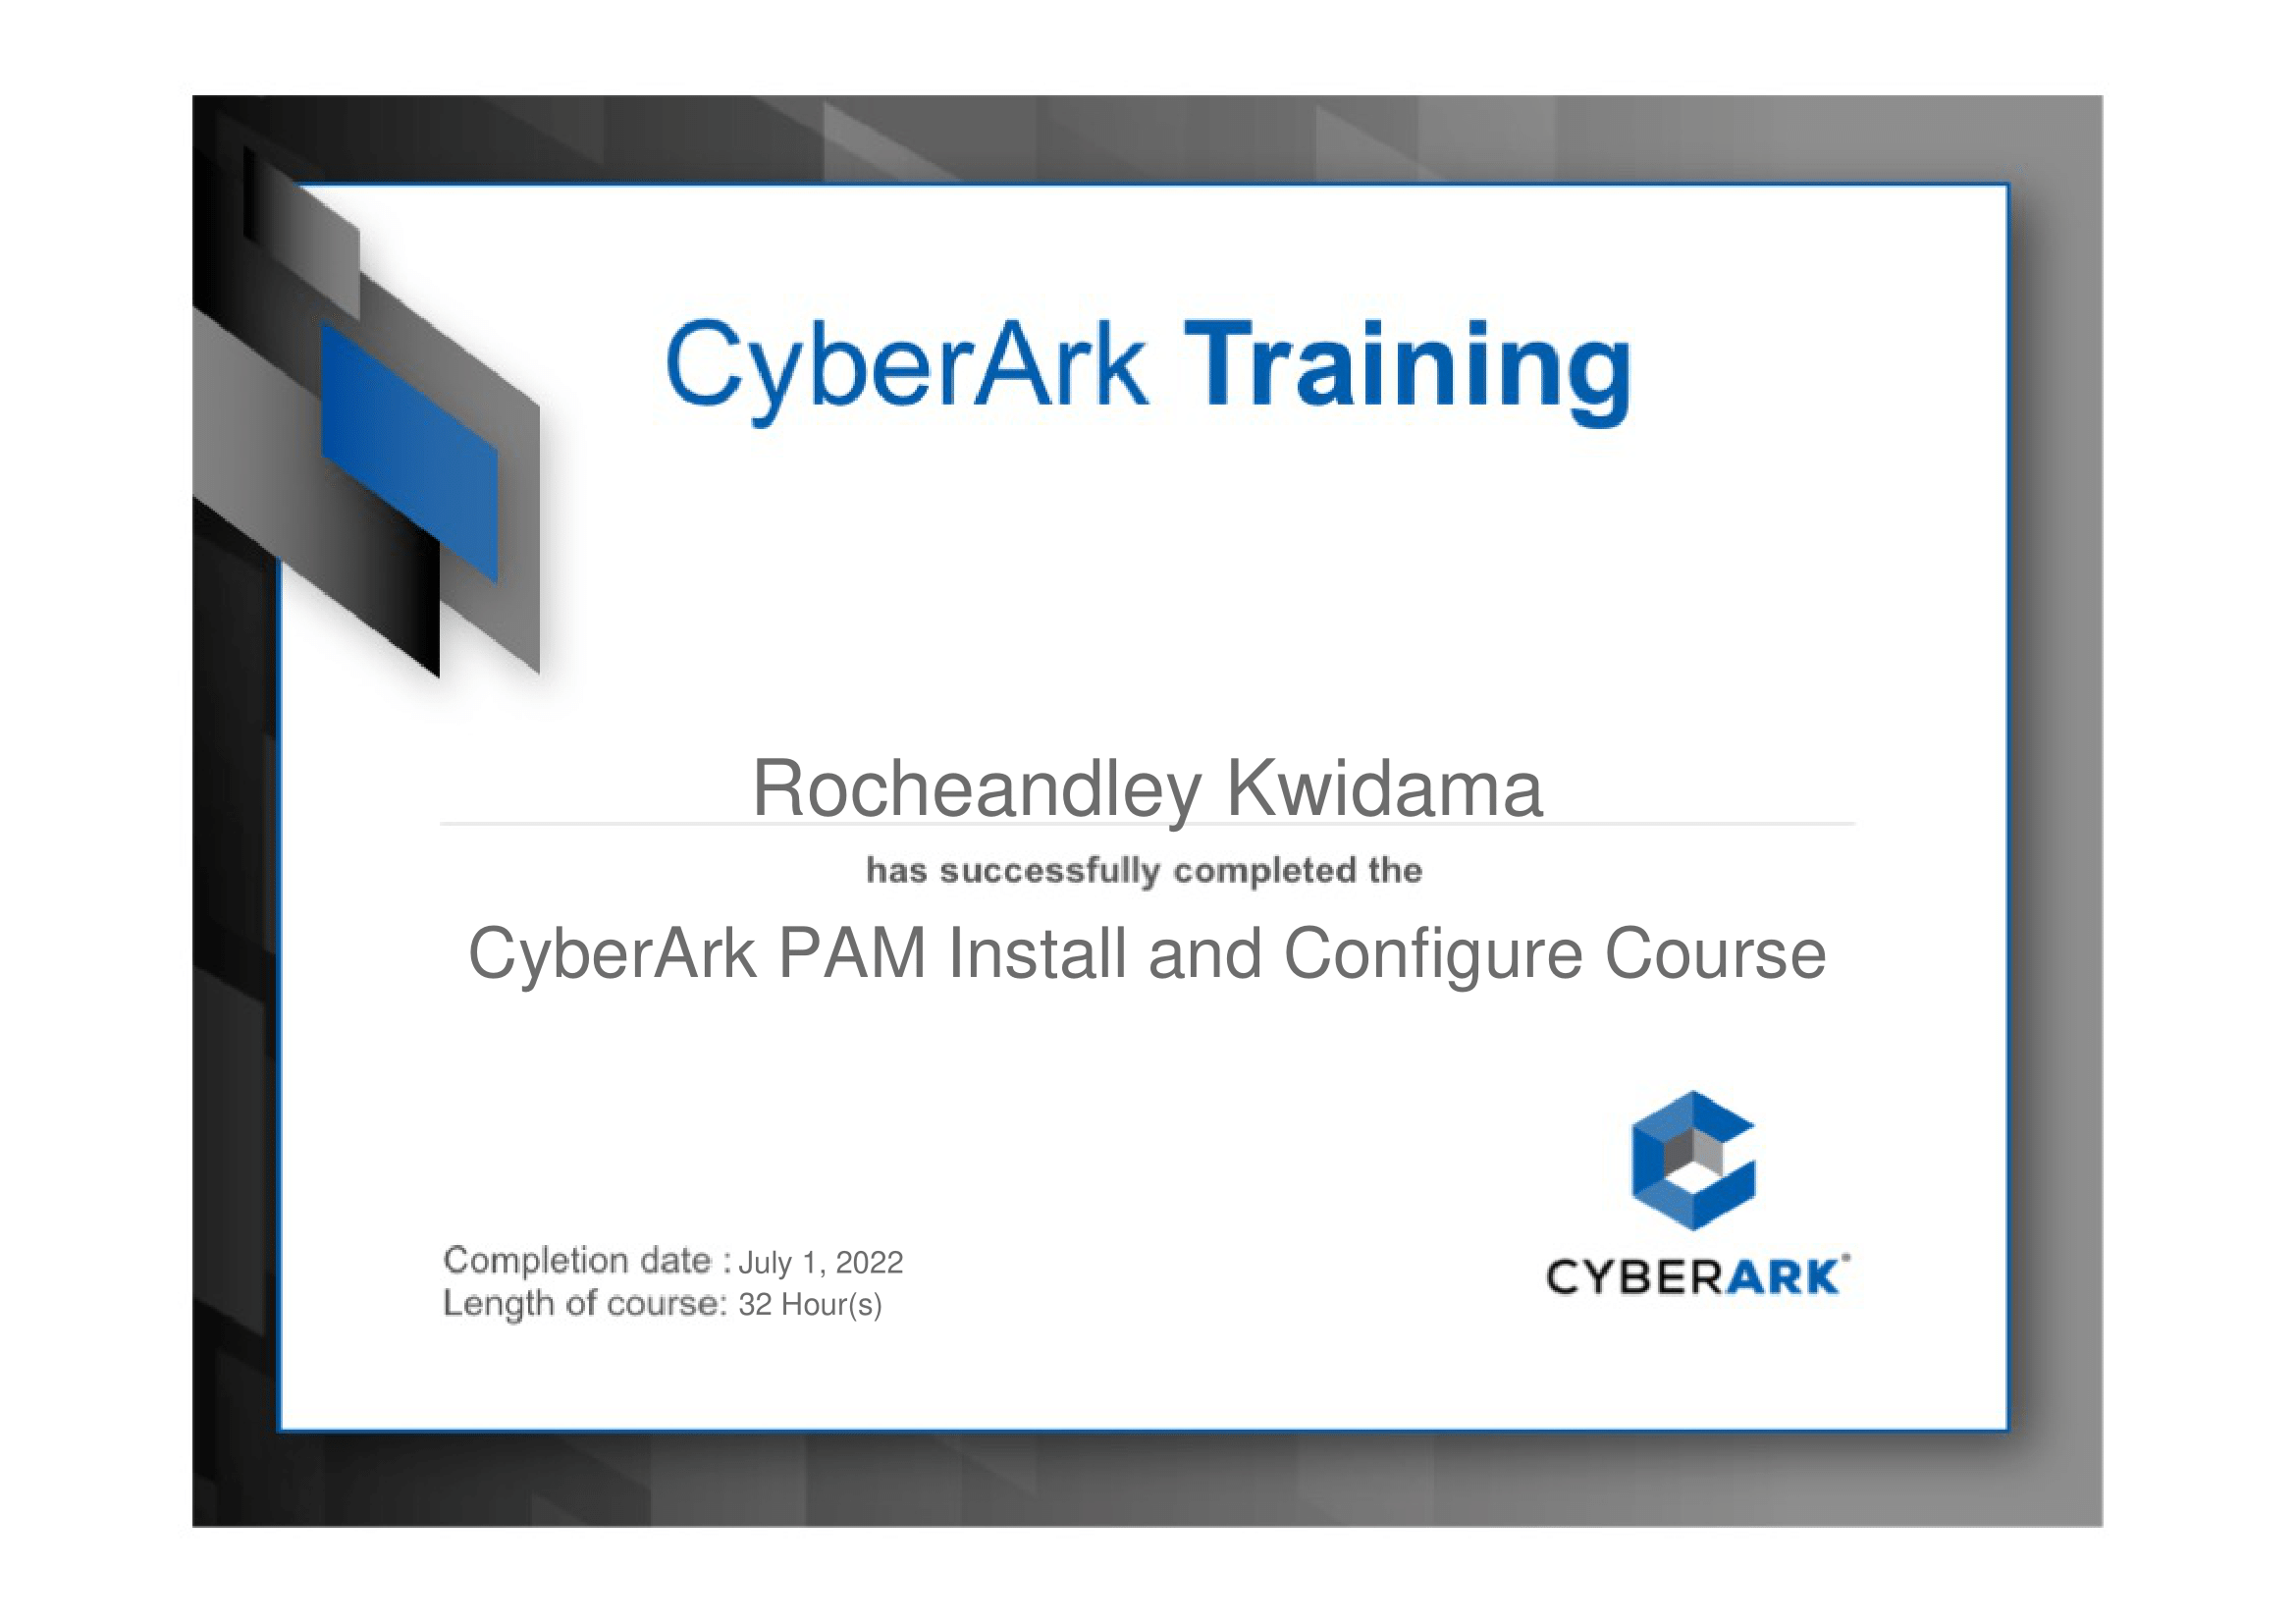 CyberArk Training
Rocheandley Kwidama
has successfully completed the
CyberArk PAM Install and Configure Course
Completion date : July 1, 2022
Length of course: 32 Hour(s)
CYBERARK®